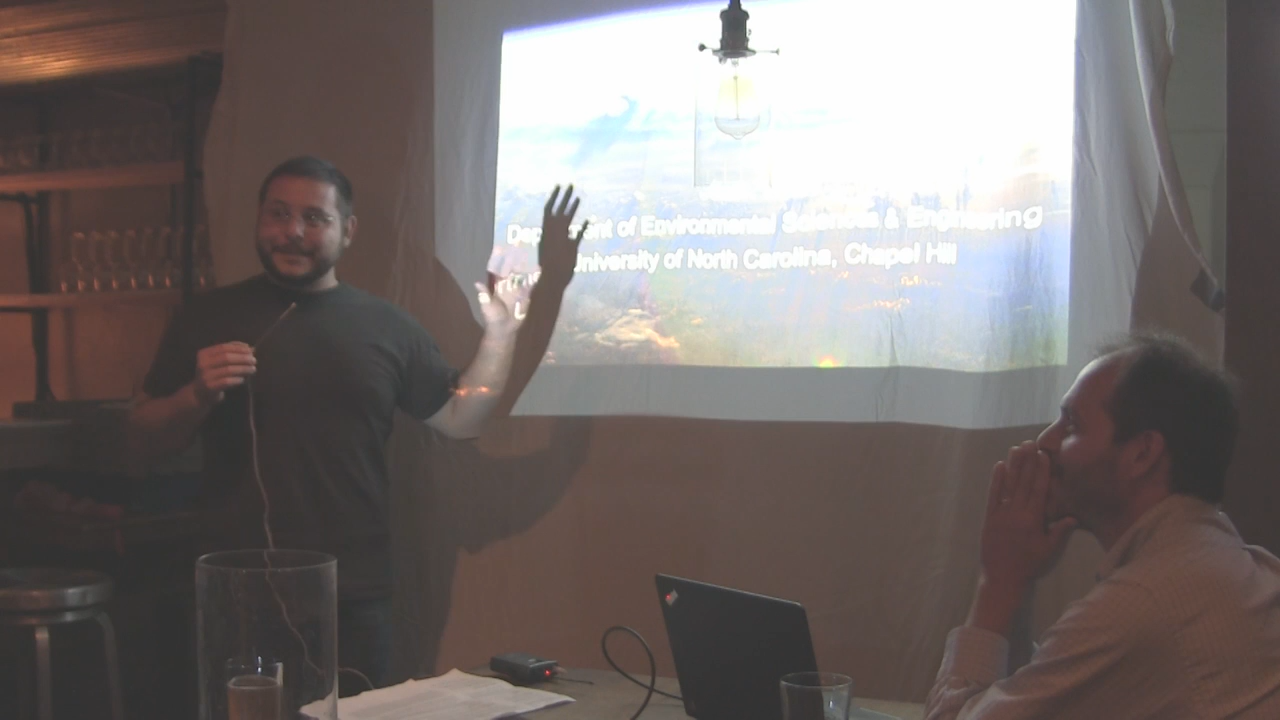 Department of Environmental Sciences & Engineering
University of North Carolina, Chapel Hill